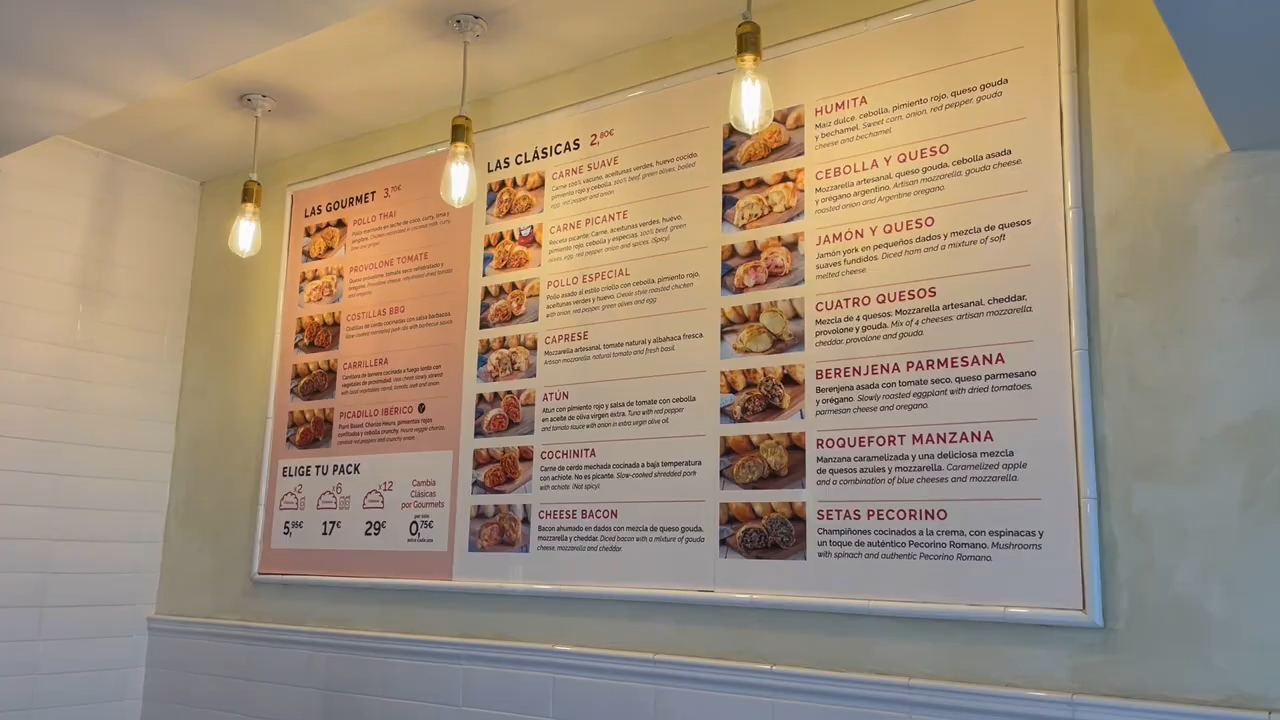 LAS GOURMET 3,70€
POLLO THAI
Pollo marinado en leche de coco, curry, lima y
jengibre. Chicken marinated in coconut milk, curry,
lime and ginger.
PROVOLONE TOMATE
Queso provolone, tomate seco rehidratado y
orégano. Provolone cheese, rehydrated dried tomato
and oregano.
COSTILLAS BBQ
Costillas de cerdo cocinadas con salsa barbacoa.
Slow-cooked pork ribs with barbecue sauce.
CARRILLERA
Carrillera de ternera cocinada a fuego lento con
vegetales de proximidad. Veal cheek slowly stewed
with local vegetables
PICADILLO IBÉRICO
Plant Based. Chorizo Heura, pimientos rojos
confitados y cebolla crunchy. Heura veggie chorizo,
candied red peppers and crunchy onion.
ELIGE TU PACK
x2
x6
x12
5,95€
17€
29€
Cambia
Clásicas
por Gourmets
por sólo
0,75€
extra cada una
LAS CLÁSICAS 2,80€
CARNE SUAVE
Carne 100% vacuno, aceitunas verdes, huevo cocido,
pimiento rojo y cebolla. 100% beef, green olives, boiled
egg, red pepper and onion.
CARNE PICANTE
Receta picante. Carne, aceitunas verdes, huevo,
pimiento rojo, cebolla y especias. 100% beef, green
olives, egg, red pepper, onion and spices. (Spicy).
POLLO ESPECIAL
Pollo asado al estilo criollo con cebolla, pimiento rojo,
aceitunas verdes y huevo. Creole style roasted chicken
with onion, red pepper, green olives and egg.
CAPRESE
Mozzarella artesanal, tomate natural y albahaca fresca.
Artisan mozzarella, natural tomato and fresh basil.
ATÚN
Atún con pimiento rojo y salsa de tomate con cebolla
en aceite de oliva virgen extra. Tuna with red pepper
and tomato sauce with onion in extra virgin olive oil.
COCHINITA
Carne de cerdo mechada cocinada a baja temperatura
con achiote. No es picante. Slow-cooked shredded pork
with achiote. (Not spicy).
CHEESE BACON
Bacon ahumado en dados con mezcla de queso gouda,
mozzarella y cheddar. Diced bacon with a mixture of gouda
cheese, mozzarella and cheddar.
HUMITA
Maíz dulce, cebolla, pimiento rojo, queso gouda
y bechamel. Sweet corn, onion, red pepper, gouda
cheese and bechamel.
CEBOLLA Y QUESO
Mozzarella artesanal, queso gouda, cebolla asada
y orégano argentino. Artisan mozzarella, gouda cheese,
roasted onion and Argentine oregano.
JAMÓN Y QUESO
Jamón york en pequeños dados y mezcla de quesos
suaves fundidos. Diced ham and a mixture of soft
melted cheese.
CUATRO QUESOS
Mezcla de 4 quesos: Mozzarella artesanal, cheddar,
provolone y gouda. Mix of 4 cheeses: artisan mozzarella,
cheddar, provolone and gouda.
BERENJENA PARMESANA
Berenjena asada con tomate seco, queso parmesano
y orégano. Slowly roasted eggplant with dried tomatoes,
parmesan cheese and oregano.
ROQUEFORT MANZANA
Manzana caramelizada y una deliciosa mezcla
de quesos azules y mozzarella. Caramelized apple
and a combination of blue cheeses and mozzarella.
SETAS PECORINO
Champiñones cocinados a la crema, con espinacas y
un toque de auténtico Pecorino Romano. Mushrooms
with spinach and authentic Pecorino Romano.